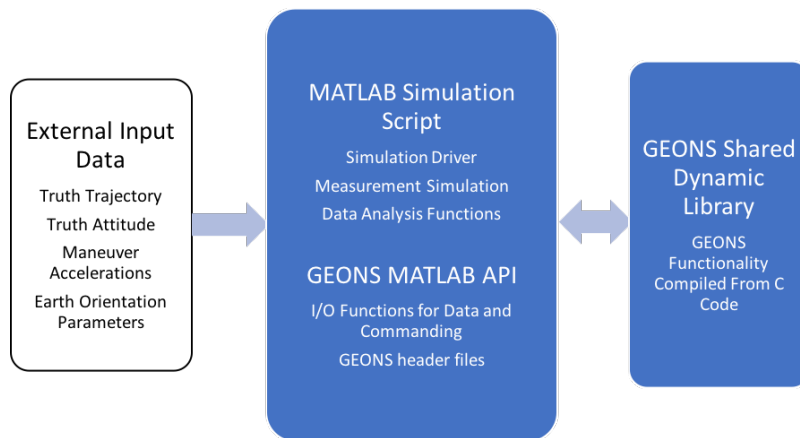 External Input
Data
Truth Trajectory
Truth Attitude
Maneuver
Accelerations
Earth Orientation
Parameters
MATLAB Simulation
Script
Simulation Driver
Measurement Simulation
Data Analysis Functions
GEONS MATLAB API
I/O Functions for Data and
Commanding
GEONS header files
GEONS Shared
Dynamic
Library
GEONS
Functionality
Compiled From C
Code